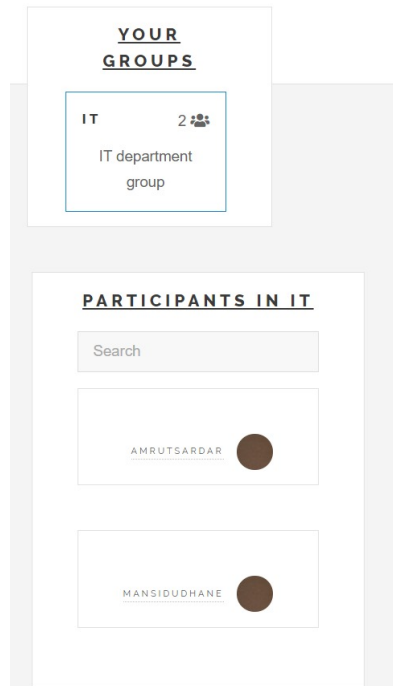 YOUR
GROUPS
IT 2
IT department
group
PARTICIPANTS IN IT
Search
AMRUTSARDAR
MANSIDUDHANE